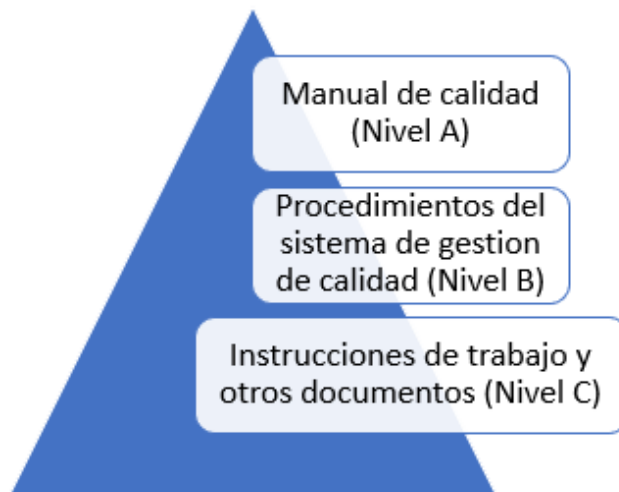 Manual de calidad
(Nivel A)
Procedimientos del
sistema de gestion
de calidad (Nivel B)
Instrucciones de trabajo y
otros documentos (Nivel C)